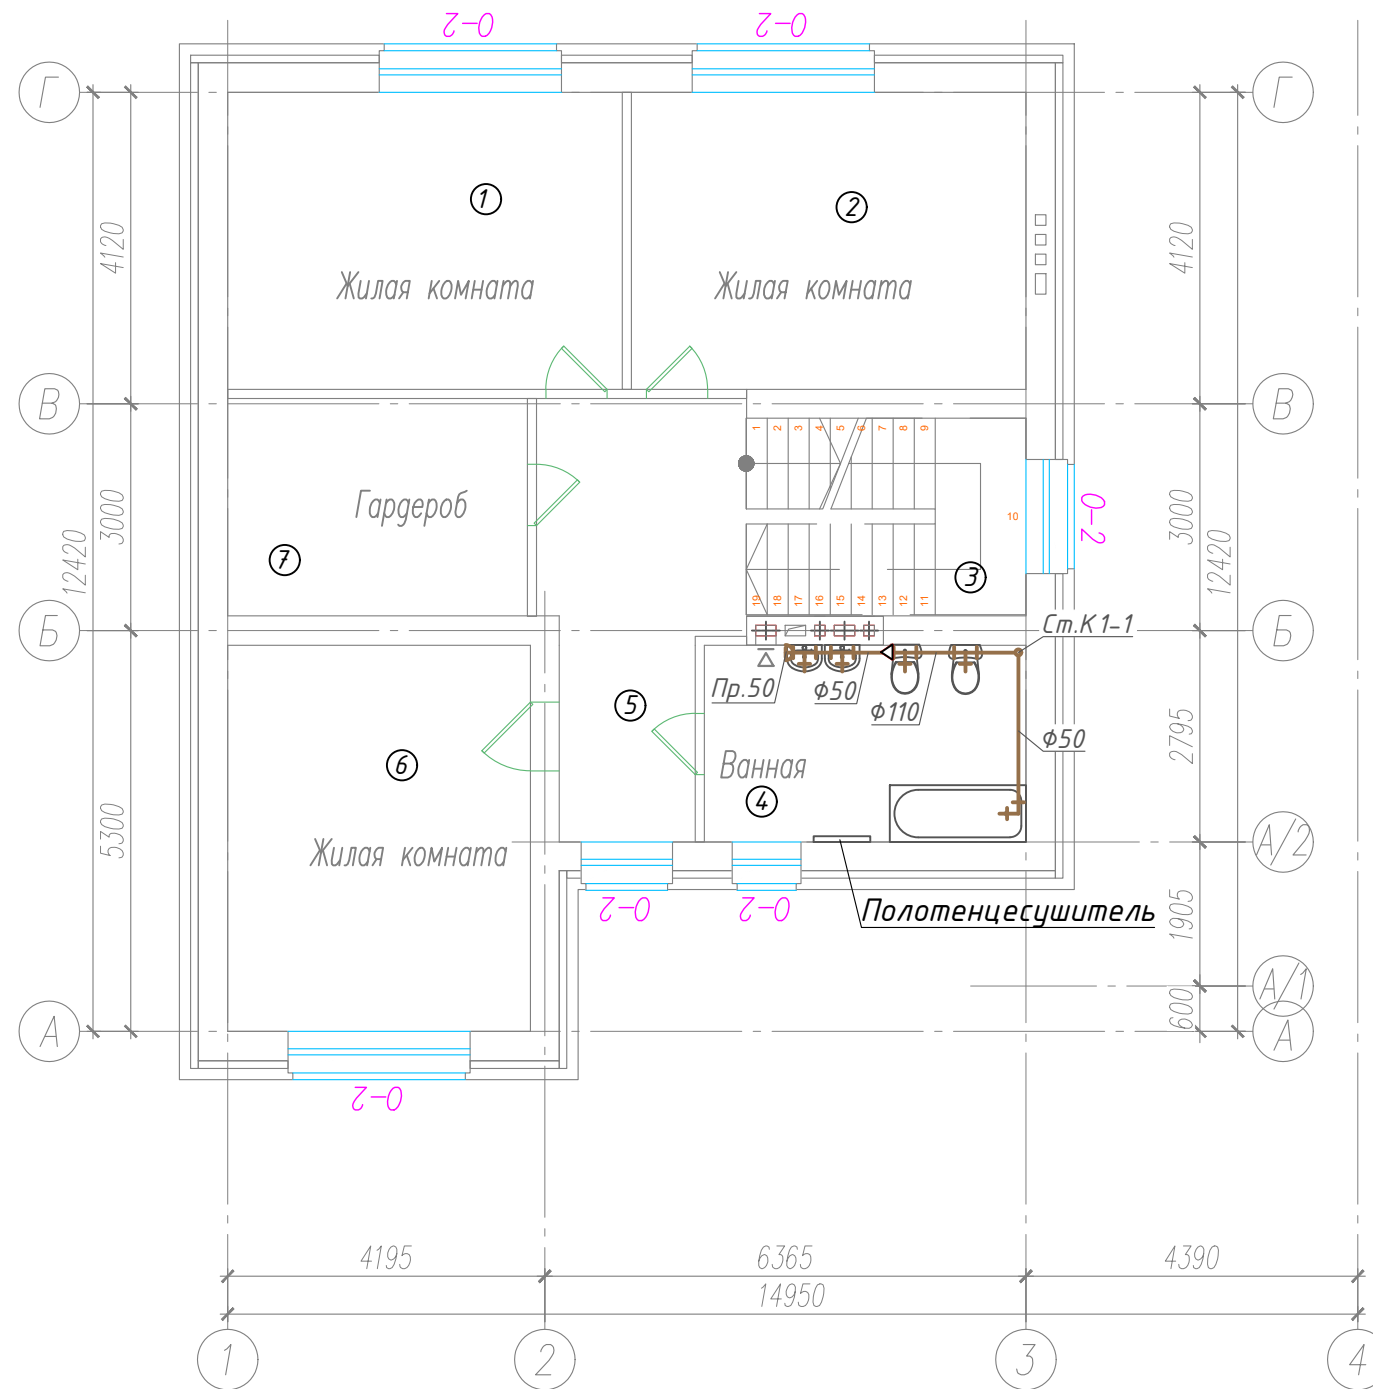 О-2
О-2
Г
Г
1
2
4120
4120
Жилая комната
Жилая комната
В
В
1 2 3 4 5 6 7 8 9
Гардероб
3000
12420
10
О-2
3000
12420
7
3
19 18 17 16 15 14 13 12 11
Б
Б
Ст.К1-1
Пр.50
Ф50
Ф110
5
Ф50
2795
6
Ванная
4
5300
Жилая комната
А/2
О-2
О-2
Полотенцесушитель
1905
А/1
600
А
А
О-2
4195
6365
4390
14950
1
2
3
4